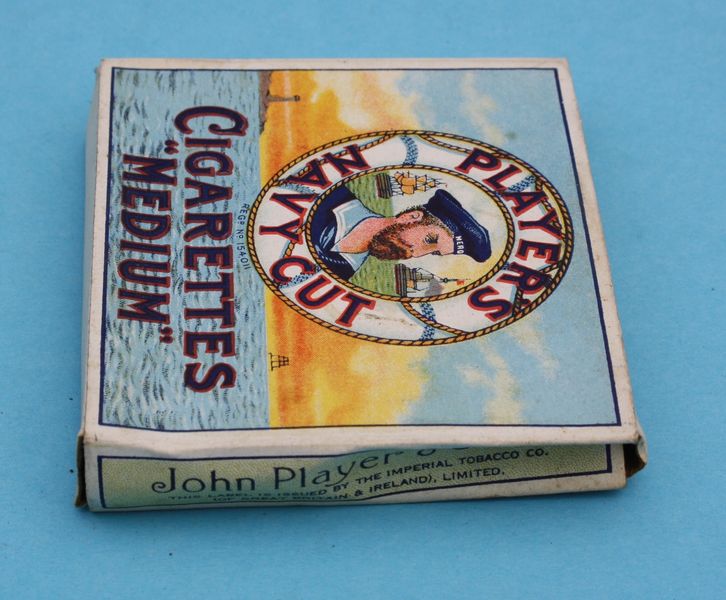 PLAYER'S
NAVY CUT
HERO
REGD No 154011
CIGARETTES
"MEDIUM"
John Player &
THIS LABEL IS ISSUED BY THE IMPERIAL TOBACCO CO.
(OF GREAT BRITAIN & IRELAND), LIMITED.